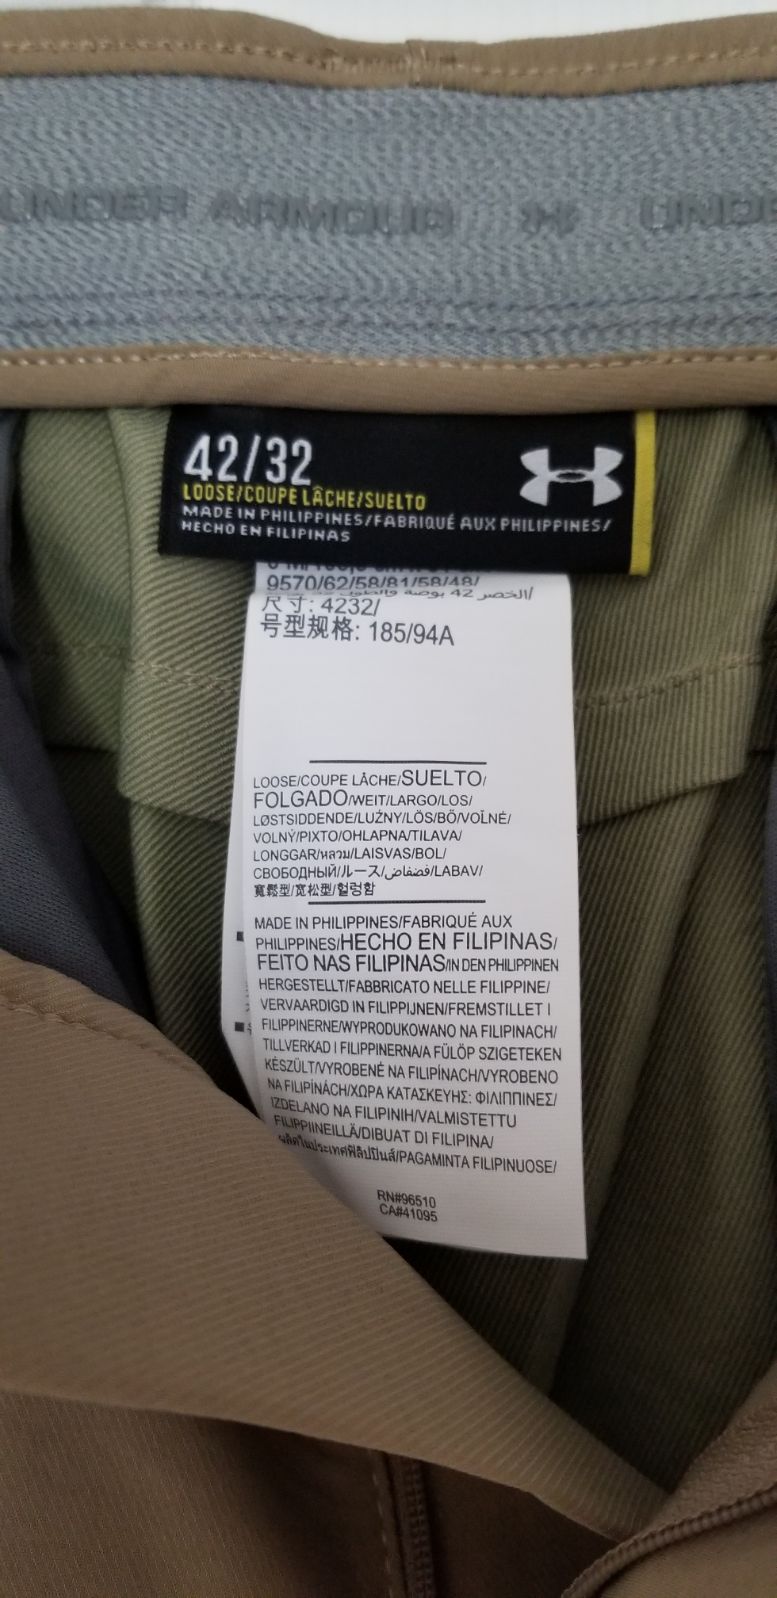 UNDER ARMOUR UNDE
42/32
LOOSE/COUPE LÂCHE/SUELTO
MADE IN PHILIPPINES/FABRIQUÉ AUX PHILIPPINES/
HECHO EN FILIPINAS
9570/62/58/81/58/48/
الخصر 42 بوصة والطول/
尺寸: 4232/
号型规格: 185/94A
LOOSE/COUPE LÂCHE/SUELTO/
FOLGADO/WEIT/LARGO/LOS/
LØSTSIDDENDE/LUŹNY/LÖS/BŐ/VOLNÉ/
VOLNÝ/ΡΙΧΤΟ/OHLAPNA/TILAVA/
LONGGAR/หลวม/LAISVAS/BOL/
СВОБОДНЫЙ/ルース/فضفاض/LABAV/
寬鬆型/宽松型/헐렁함
MADE IN PHILIPPINES/FABRIQUÉ AUX
PHILIPPINES/HECHO EN FILIPINAS/
FEITO NAS FILIPINAS/IN DEN PHILIPPINEN
HERGESTELLT/FABBRICATO NELLE FILIPPINE/
VERVAARDIGD IN FILIPPIJNEN/FREMSTILLET I
FILIPPINERNE/WYPRODUKOWANO NA FILIPINACH/
TILLVERKAD I FILIPPINERNA/A FÜLÖP SZIGETEKEN
KÉSZÜLT/VYROBENÉ NA FILIPÍNACH/VYROBENO
NA FILIPÍNÁCH/ΧΩΡΑ ΚΑΤΑΣΚΕΥΗΣ: ΦΙΛΙΠΠΙΝΕΣ/
IZDELANO NA FILIPINIH/VALMISTETTU
FILIPPIINEILLÄ/DIBUAT DI FILIPINA/
ผลิตในประเทศฟิลิปปินส์/PAGAMINTA FILIPINUOSE/
RN#96510
CA#41095